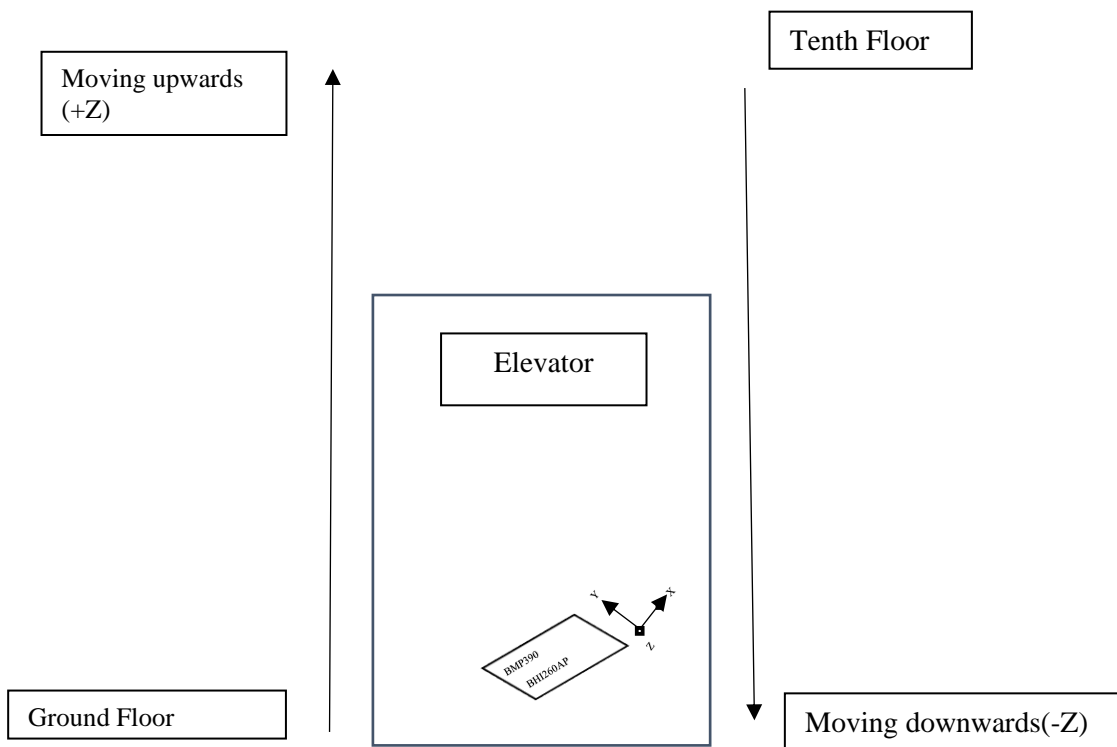 Tenth Floor
Moving upwards
(+Z)
Elevator
Y
X
Z
BMP390
BHI260AP
Ground Floor
Moving downwards(-Z)